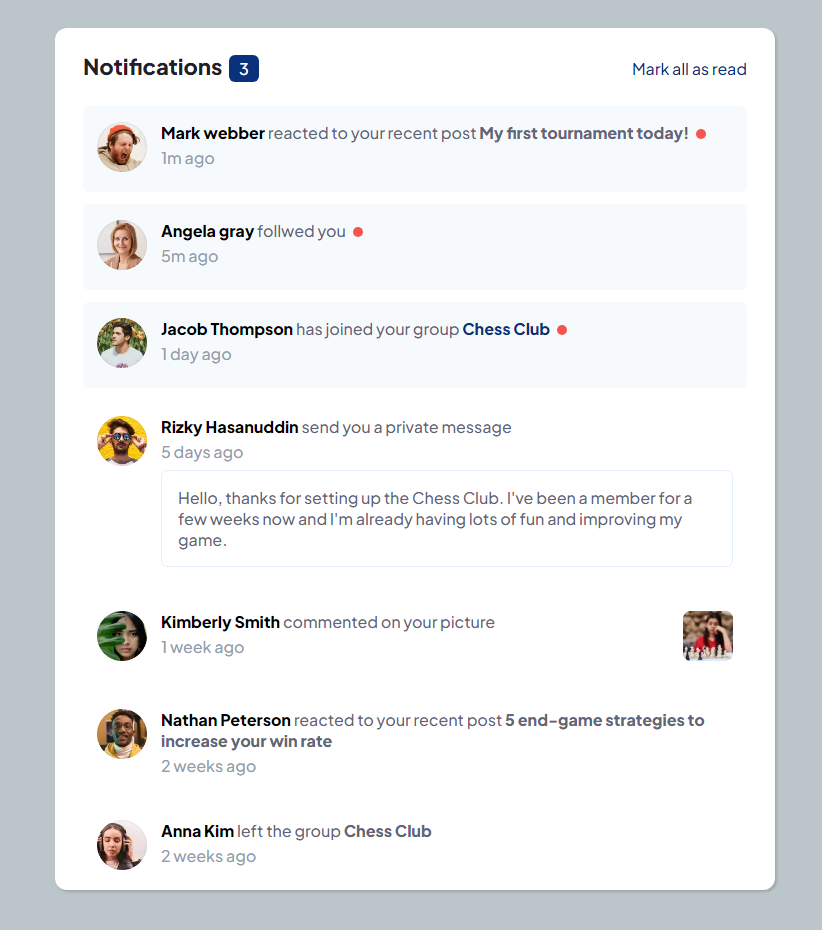 Notifications 3
Mark all as read
Mark webber reacted to your recent post My first tournament today!
1m ago
Angela gray follwed you
5m ago
Jacob Thompson has joined your group Chess Club
1 day ago
Rizky Hasanuddin send you a private message
5 days ago
Hello, thanks for setting up the Chess Club. I've been a member for a
few weeks now and I'm already having lots of fun and improving my
game.
Kimberly Smith commented on your picture
1 week ago
Nathan Peterson reacted to your recent post 5 end-game strategies to
increase your win rate
2 weeks ago
Anna Kim left the group Chess Club
2 weeks ago